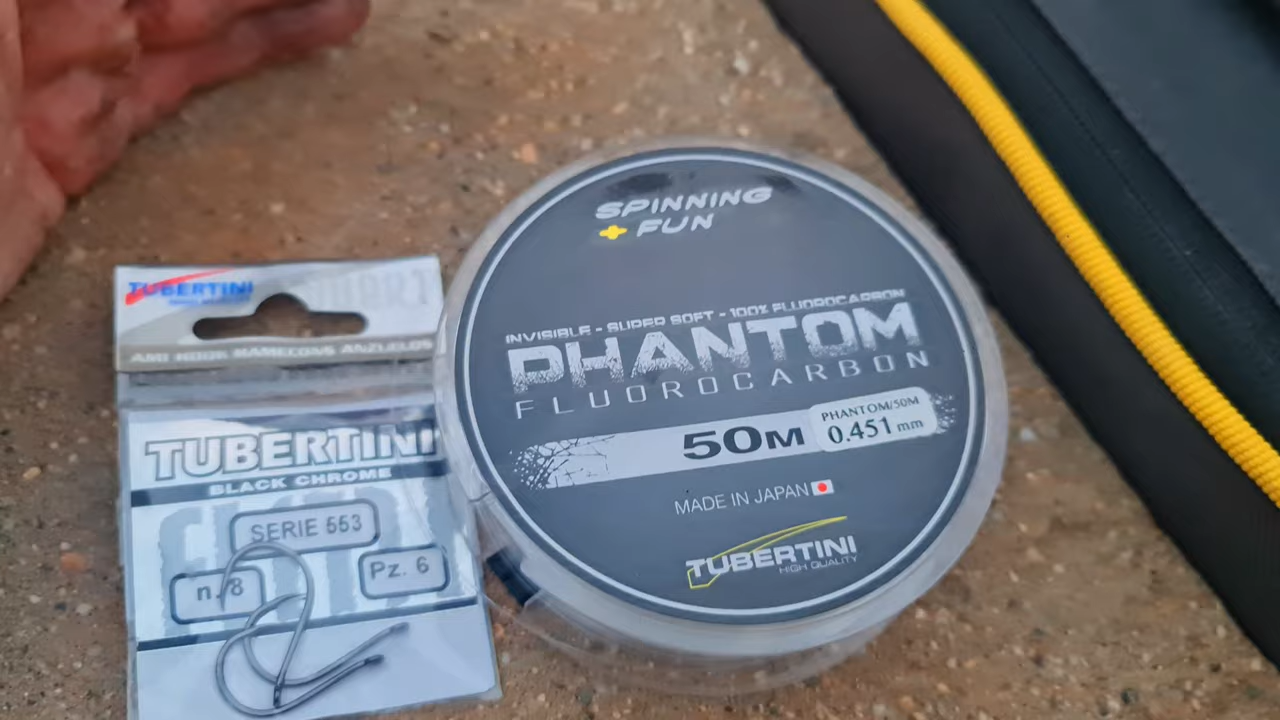 TUBERTINI
AMI HOOK HAMEÇONS ANZUELOS
TUBERTINI
BLACK CHROME
SERIE 553
n. 8
Pz. 6
SPINNING
+ FUN
INVISIBLE - SUPER SOFT - 100% FLUOROCARBON
PHANTOM
FLUOROCARBON
50M
PHANTOM/50M
0.451 mm
MADE IN JAPAN
TUBERTINI
HIGH QUALITY